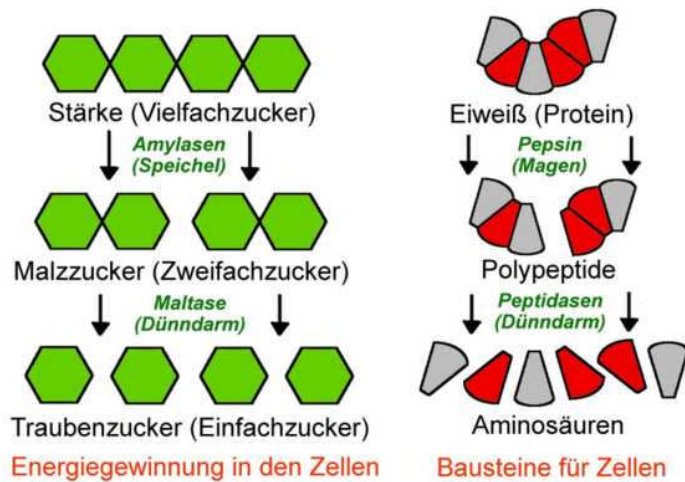 Stärke (Vielfachzucker)
Amylasen
(Speichel)
Malzzucker (Zweifachzucker)
Maltase
(Dünndarm)
Traubenzucker (Einfachzucker)
Energiegewinnung in den Zellen
Eiweiß (Protein)
Pepsin
(Magen)
Polypeptide
Peptidasen
(Dünndarm)
Aminosäuren
Bausteine für Zellen